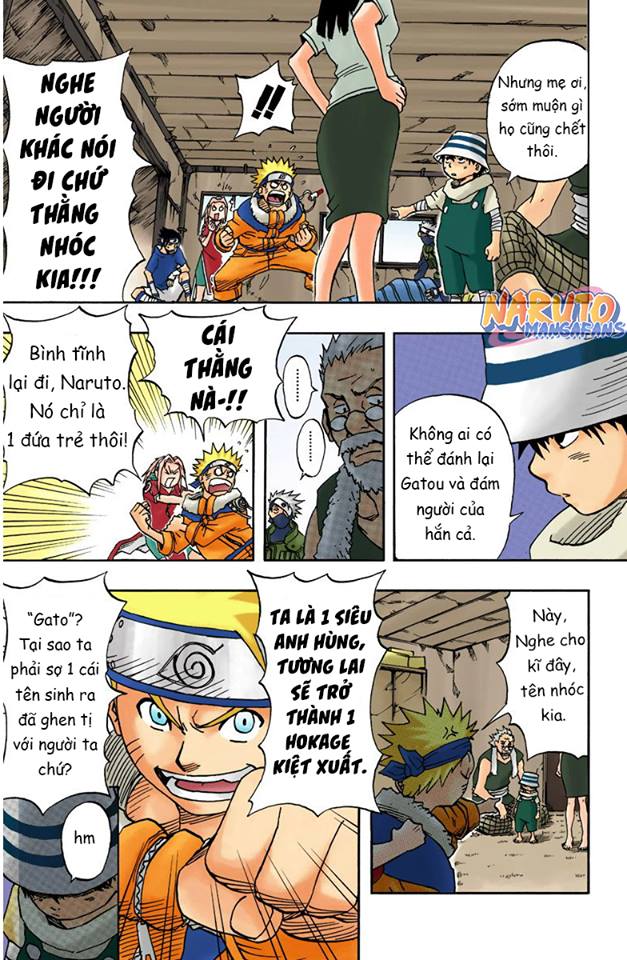 Nhưng mẹ ơi,
sớm muộn gì
họ cũng chết
thôi.
!!
NGHE
NGƯỜI
KHÁC NÓI
ĐI CHỨ
THẰNG
NHÓC
KIA!!!
NARUTO
MANGAFANS
Không ai có
thể đánh lại
Gatou và đám
người của
hắn cả.
.......
.......
CÁI
THẰNG
NÀ-!!
Bình tĩnh
lại đi, Naruto.
Nó chỉ là
1 đứa trẻ thôi!
Này,
Nghe cho
kĩ đây,
tên nhóc
kia.
TA LÀ 1 SIÊU
ANH HÙNG,
TƯƠNG LAI
SẼ TRỞ
THÀNH 1
HOKAGE
KIỆT XUẤT.
“Gato”?
Tại sao ta
phải sợ 1 cái
tên sinh ra
đã ghen tị
với người ta
chứ?
hm